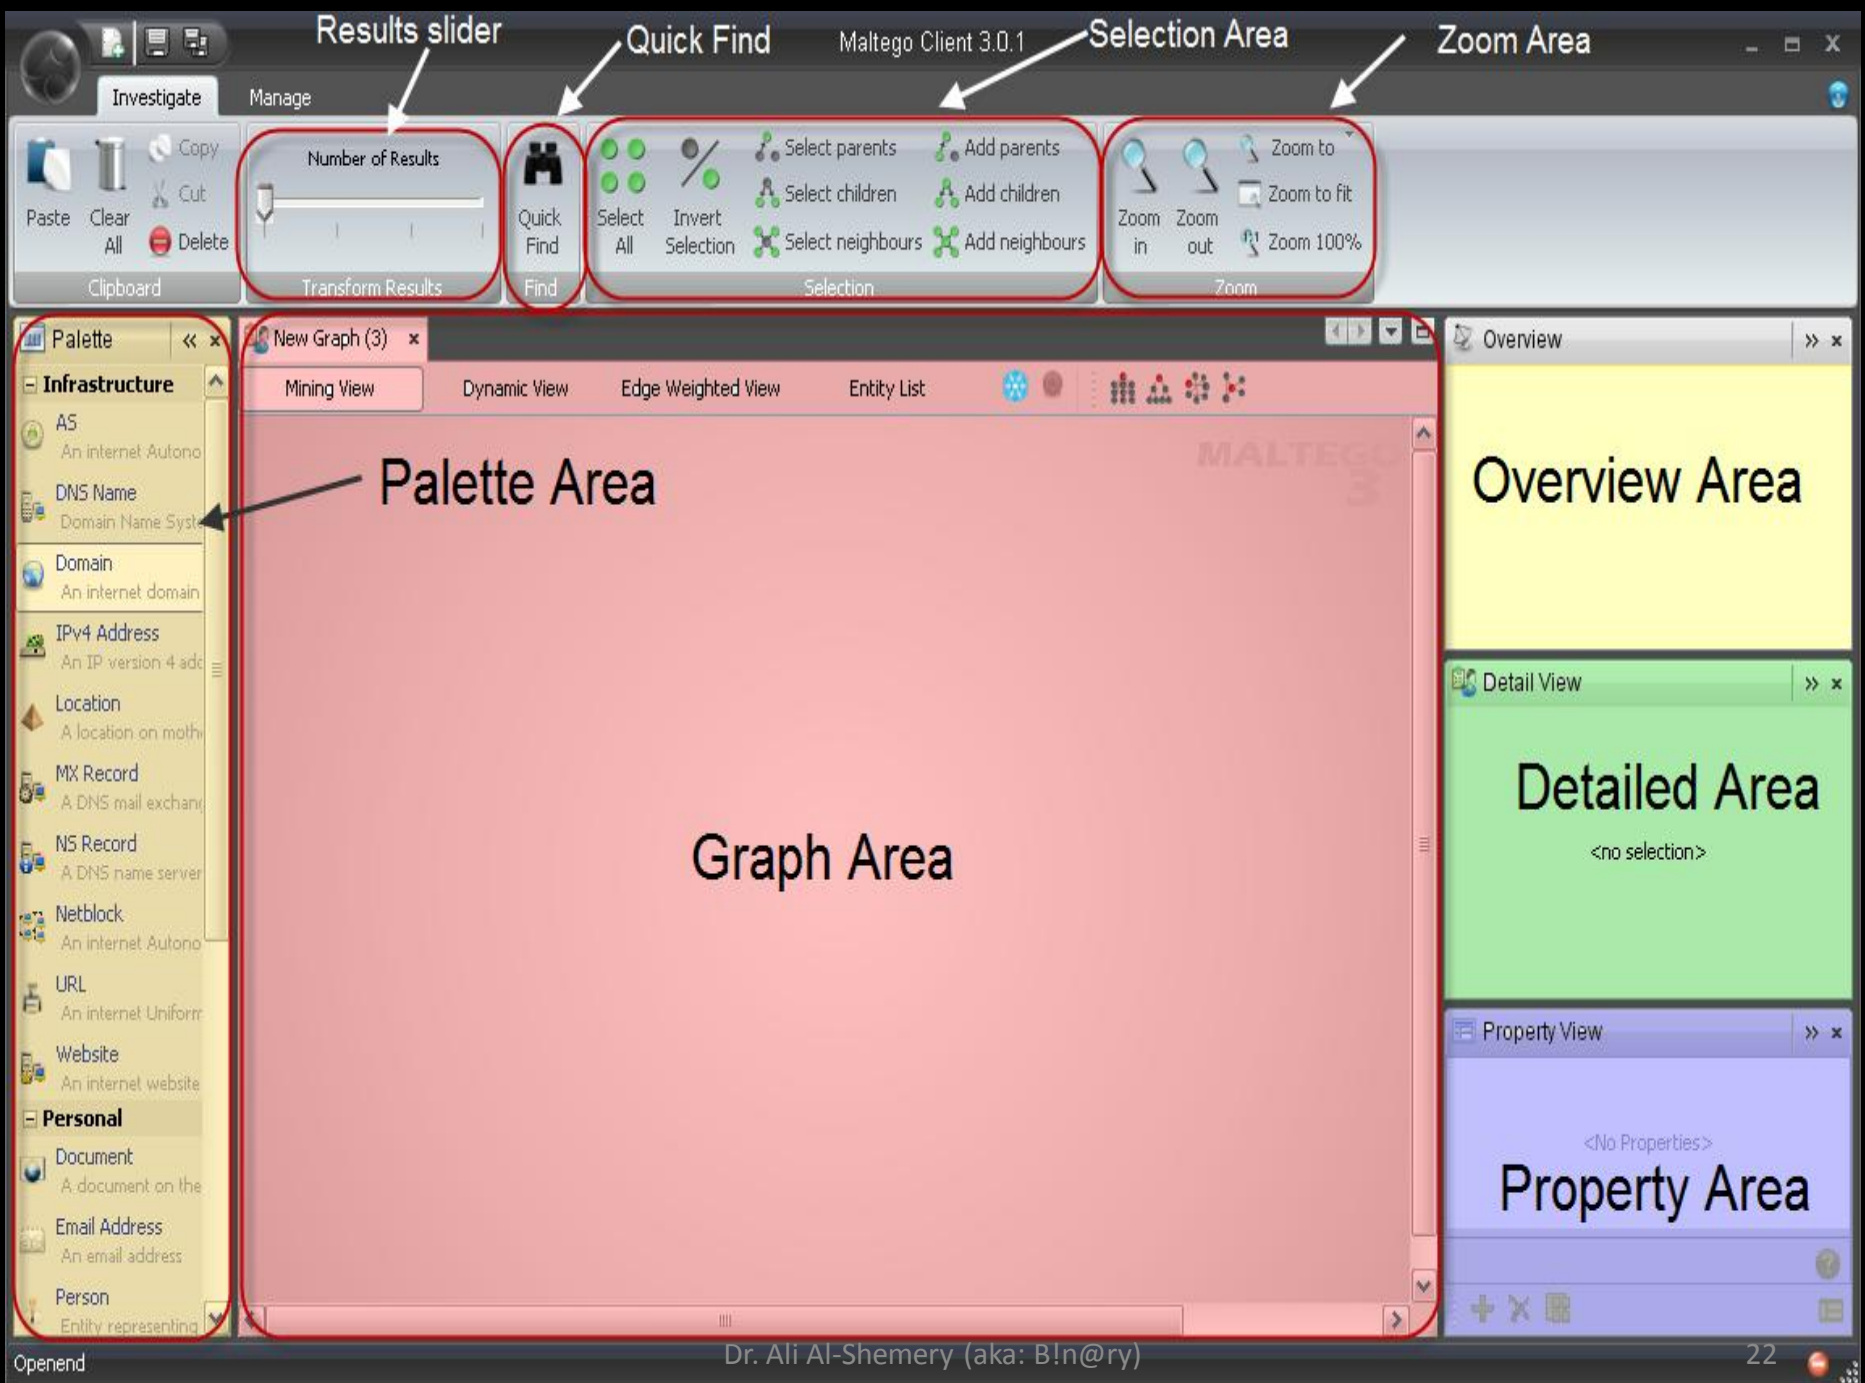 Results slider
Quick Find
Maltego Client 3.0.1
Selection Area
Zoom Area
Investigate
Manage
Paste
Clear All
Copy
Cut
Delete
Clipboard
Number of Results
Transform Results
Quick Find
Find
Select All
Invert Selection
Select parents
Select children
Select neighbours
Add parents
Add children
Add neighbours
Selection
Zoom in
Zoom out
Zoom to
Zoom to fit
Zoom 100%
Zoom
Palette
Infrastructure
AS
An internet Autono
DNS Name
Domain Name Syste
Domain
An internet domain
IPv4 Address
An IP version 4 add
Location
A location on moth
MX Record
A DNS mail exchang
NS Record
A DNS name server
Netblock
An internet Autono
URL
An internet Uniform
Website
An internet website
Personal
Document
A document on the
Email Address
An email address
Person
Entity representing
New Graph (3)
Mining View
Dynamic View
Edge Weighted View
Entity List
MALTEGO
3
Palette Area
Graph Area
Overview
Overview Area
Detail View
Detailed Area
<no selection>
Property View
<No Properties>
Property Area
Openend
Dr. Ali Al-Shemery (aka: B!n@ry)
22